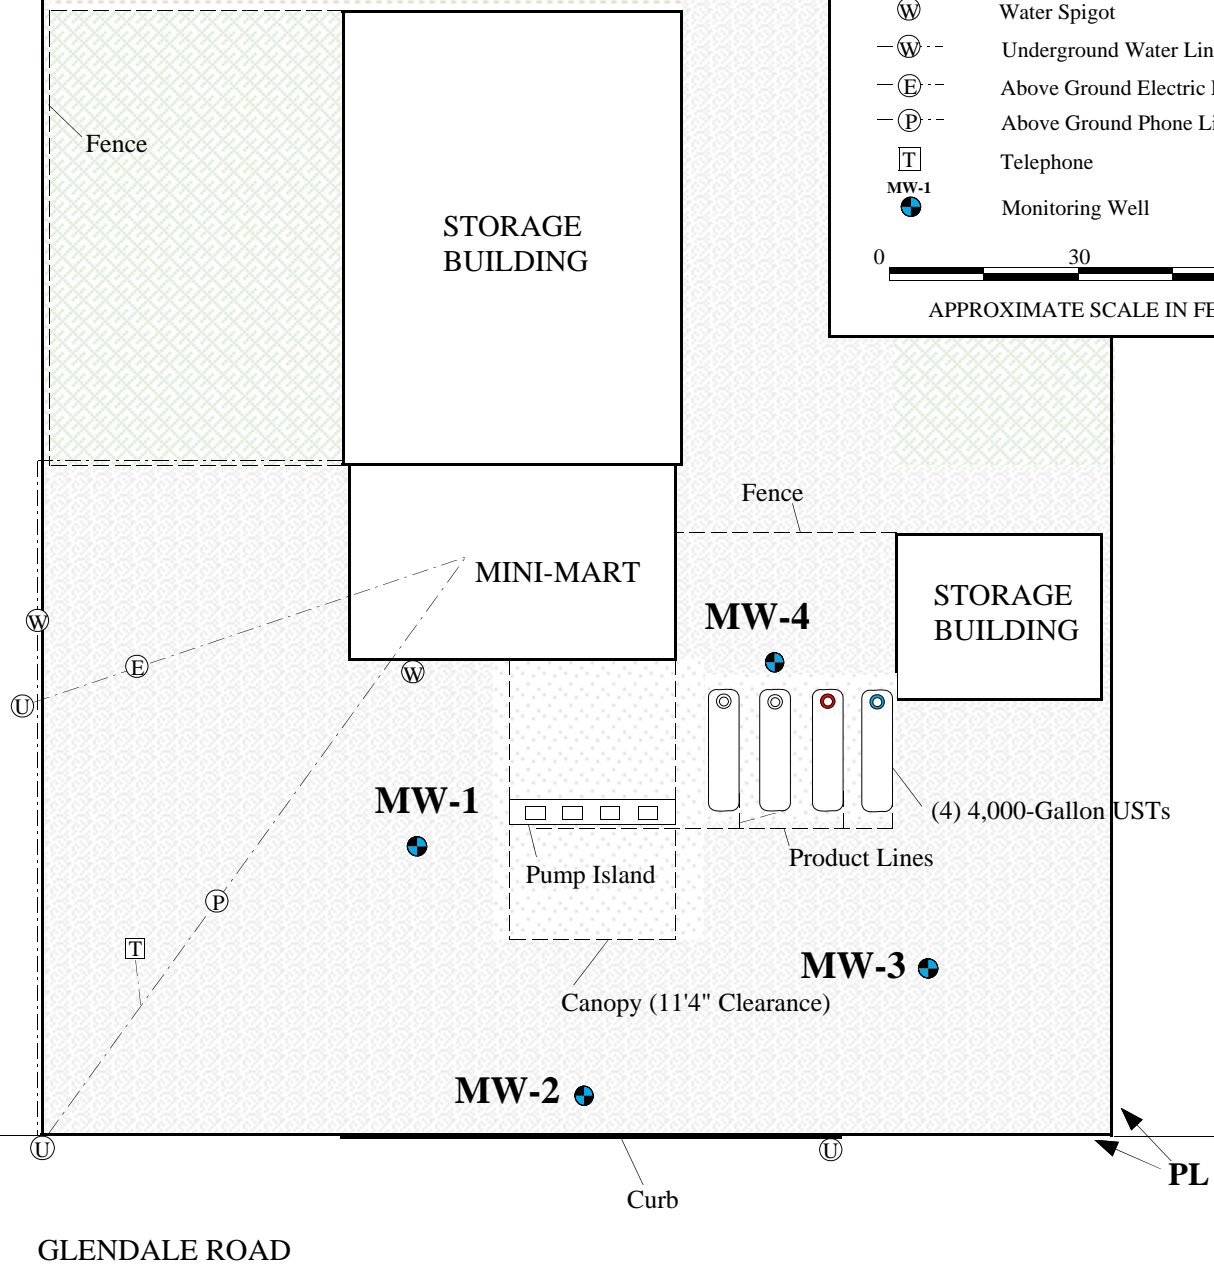 W Water Spigot
W Underground Water Lin
E Above Ground Electric
P Above Ground Phone Li
T Telephone
MW-1
Monitoring Well
0 30
APPROXIMATE SCALE IN FE
Fence
STORAGE
BUILDING
Fence
MINI-MART
STORAGE
BUILDING
MW-4
W
E
W
U
MW-1
(4) 4,000-Gallon USTs
Product Lines
Pump Island
P
T
MW-3
Canopy (11'4" Clearance)
MW-2
U
U
PL
Curb
GLENDALE ROAD